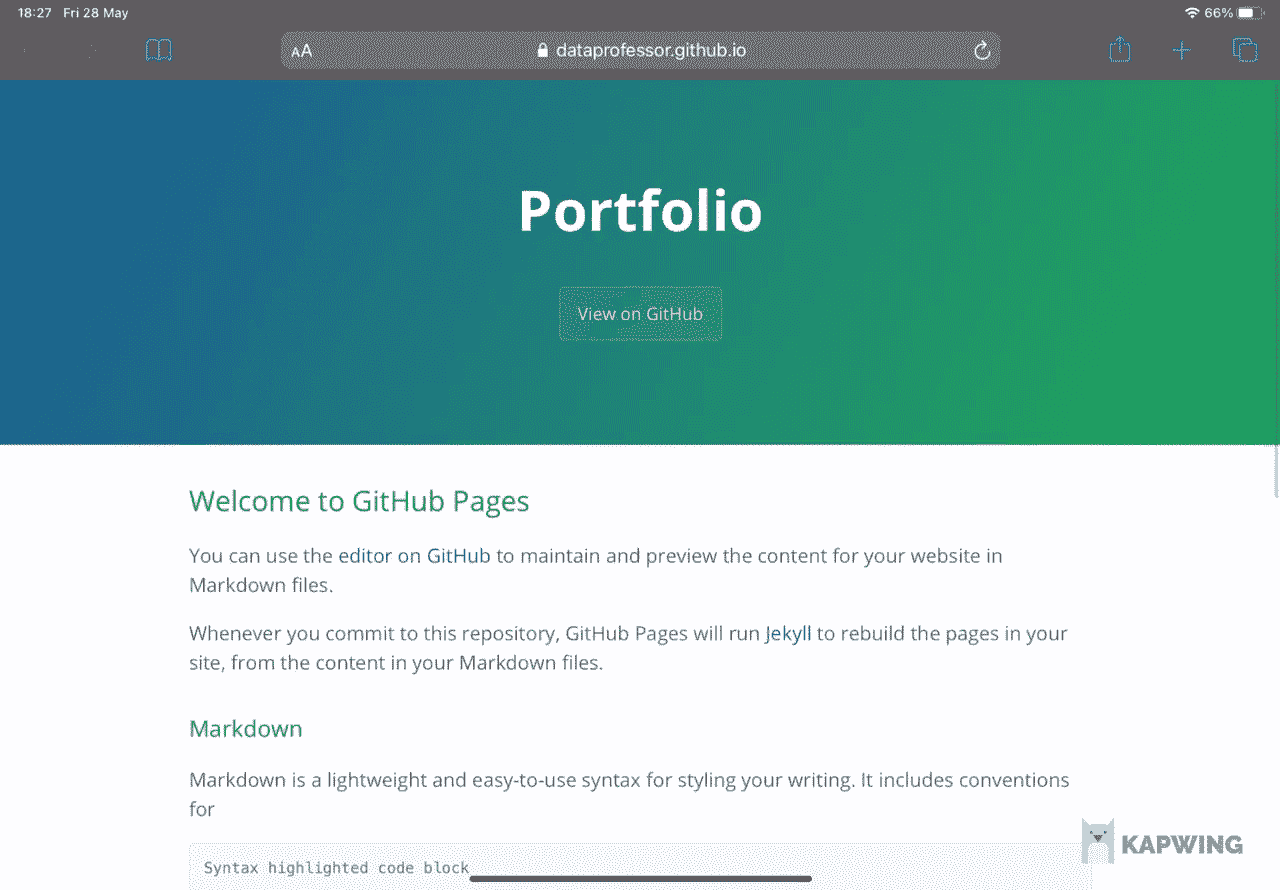 18:27 Fri 28 May
66%
AA
dataprofessor.github.io
Portfolio
View on GitHub
Welcome to GitHub Pages
You can use the editor on GitHub to maintain and preview the content for your website in
Markdown files.
Whenever you commit to this repository, GitHub Pages will run Jekyll to rebuild the pages in your
site, from the content in your Markdown files.
Markdown
Markdown is a lightweight and easy-to-use syntax for styling your writing. It includes conventions
for
Syntax highlighted code block
KAPWING